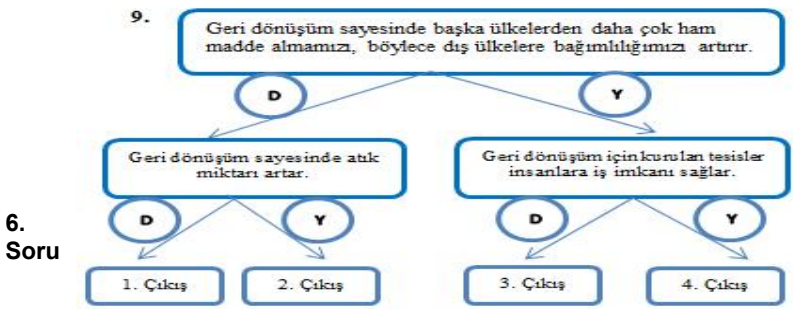 9.
Geri dönüşüm sayesinde başka ülkelerden daha çok ham
madde almamızı, böylece dış ülkelere bağımlılığımızı artırır.
D
Y
Geri dönüşüm sayesinde atık
miktarı artar.
Geri dönüşüm için kurulan tesisler
insanlara iş imkanı sağlar.
6.
Soru
D
Y
D
Y
1. Çıkış
2. Çıkış
3. Çıkış
4. Çıkış